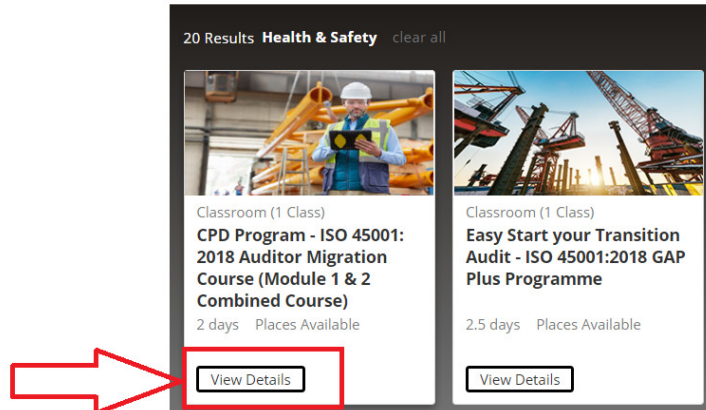 20 Results Health & Safety clear all
Classroom (1 Class)
CPD Program - ISO 45001:
2018 Auditor Migration
Course (Module 1 & 2
Combined Course)
2 days Places Available
View Details
Classroom (1 Class)
Easy Start your Transition
Audit - ISO 45001:2018 GAP
Plus Programme
2.5 days Places Available
View Details